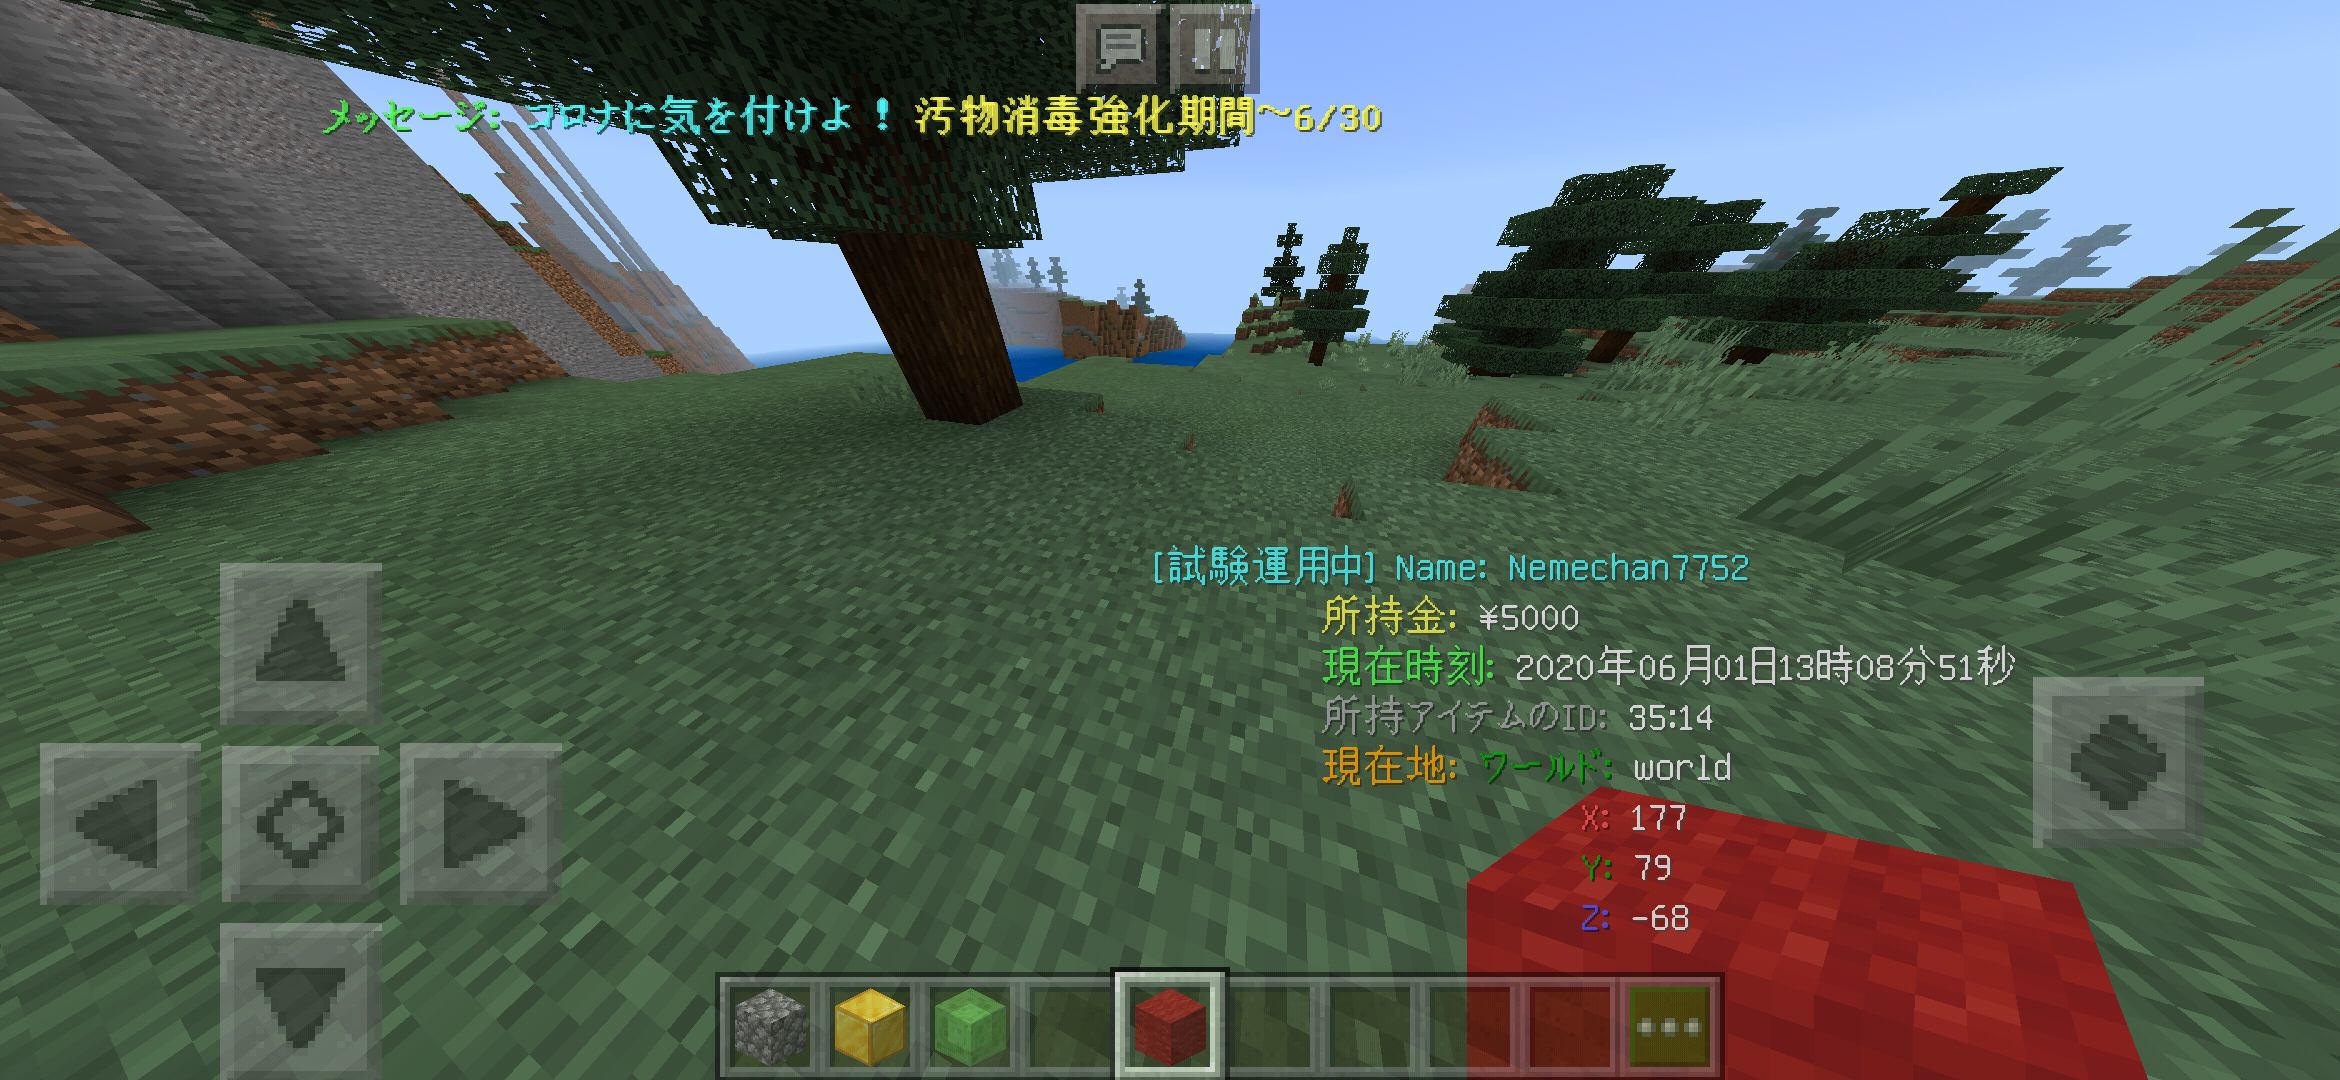 メッセージ: コロナに気を付けよ! 汚物消毒強化期間～6/30
[試験運用中] Name: Nemechan7752
所持金: ¥5000
現在時刻: 2020年06月01日13時08分51秒
所持アイテムのID: 35:14
現在地: ワールド: world
X: 177
Y: 79
Z: -68